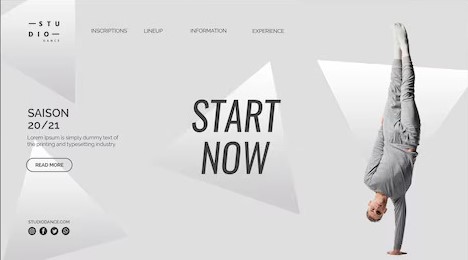 —STU
DIO—
DANCE
INSCRIPTIONS
LINEUP
INFORMATION
EXPERIENCE
START
NOW
SAISON
20/21
Lorem Ipsum is simply dummy text of
the printing and typesetting industry
READ MORE
STUDIODANCE.COM